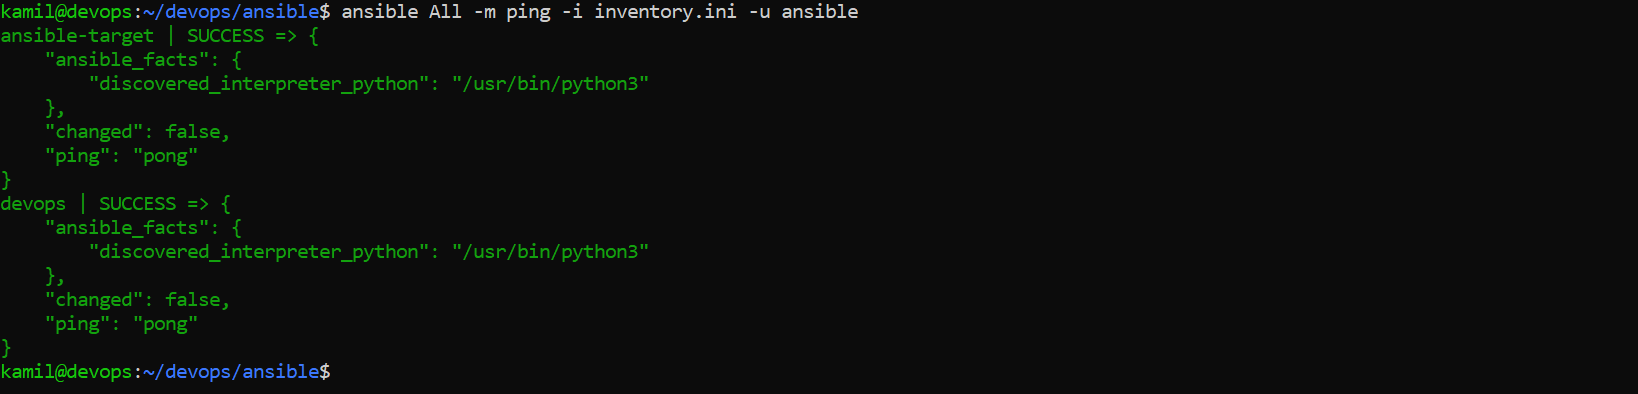 kamil@devops:~/devops/ansible$ ansible All -m ping -i inventory.ini -u ansible
ansible-target | SUCCESS => {
    "ansible_facts": {
        "discovered_interpreter_python": "/usr/bin/python3"
    },
    "changed": false,
    "ping": "pong"
}
devops | SUCCESS => {
    "ansible_facts": {
        "discovered_interpreter_python": "/usr/bin/python3"
    },
    "changed": false,
    "ping": "pong"
}
kamil@devops:~/devops/ansible$